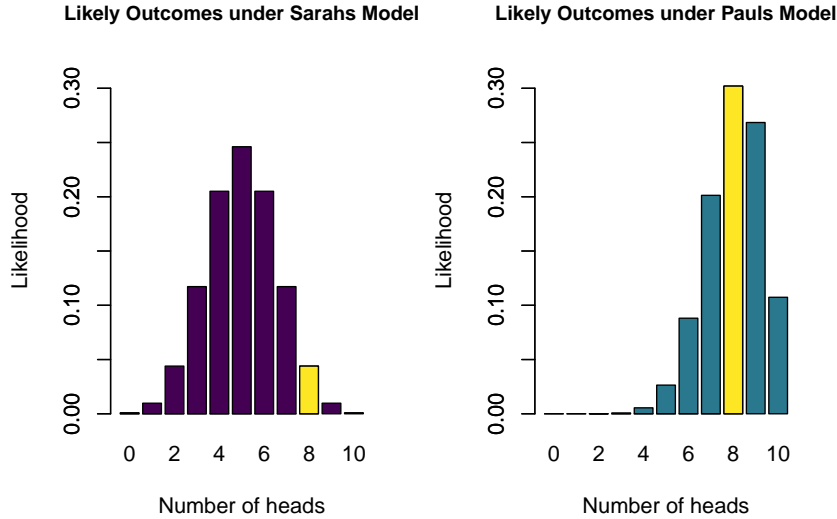 Likely Outcomes under Sarahs Model
Likelihood
0.30
0.20
0.10
0.00
0 2 4 6 8 10
Number of heads
Likely Outcomes under Pauls Model
Likelihood
0.30
0.20
0.10
0.00
0 2 4 6 8 10
Number of heads